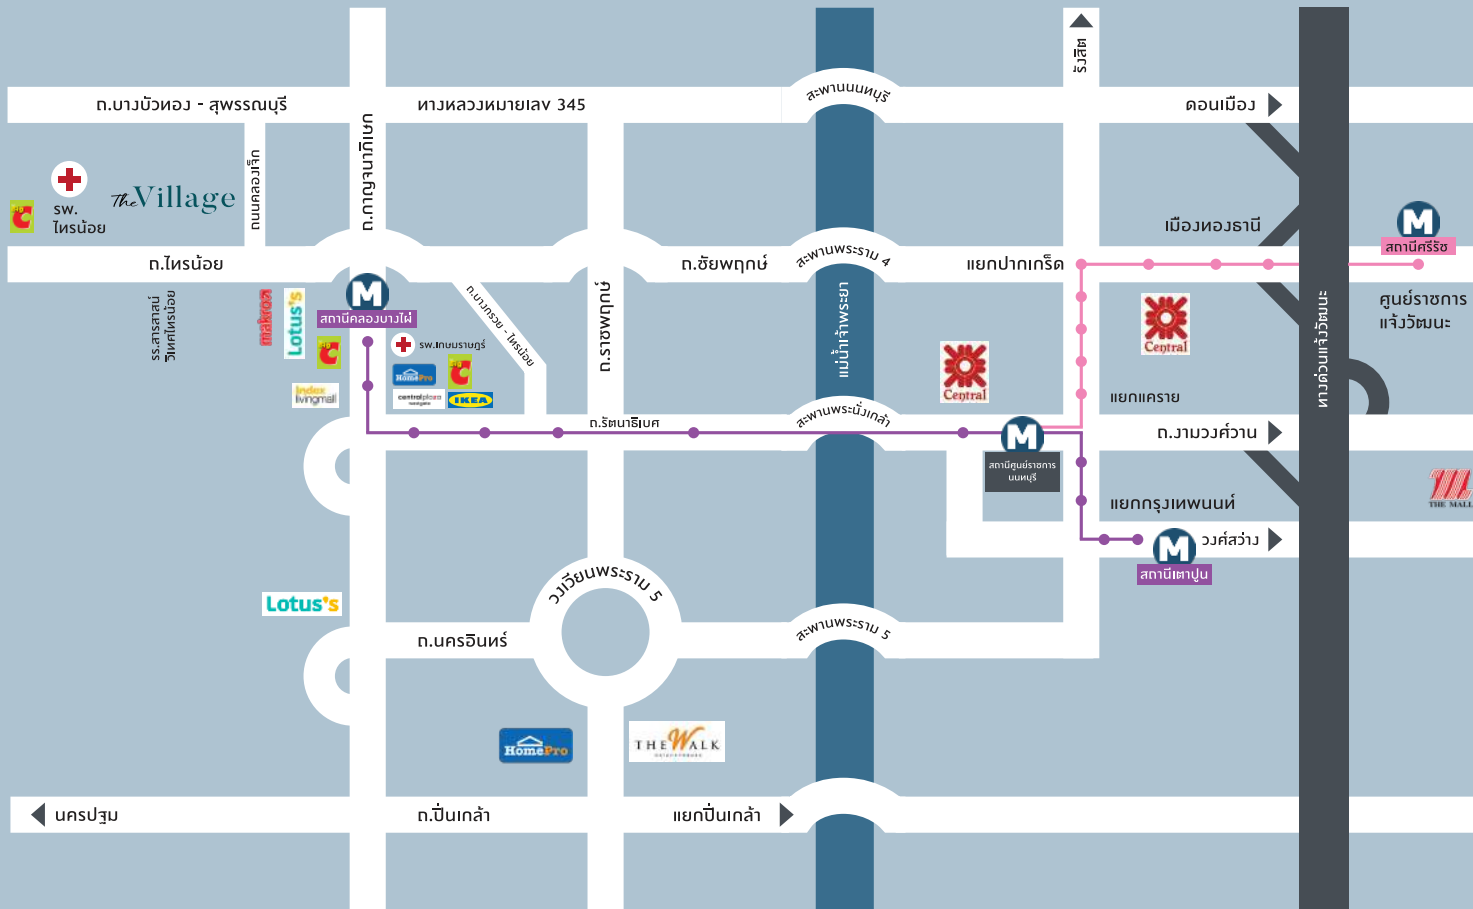 รังสิต
สะพานนนทบุรี
ถ.บางบัวทอง - สุพรรณบุรี
ทางหลวงหมายเลข 345
ดอนเมือง
ถ.กาญจนาภิเษก
ถนนคลองเจ๊ก
รพ.
ไทรน้อย
The Village
เมืองทองธานี
M
สถานีศรีรัช
ถ.ไทรน้อย
ถ.ชัยพฤกษ์
สะพานพระราม 4
แยกปากเกร็ด
รร.สารสาสน์
วิเทศไทรน้อย
makro
Lotus's
M
สถานีคลองบางไผ่
ถ.บางกรวย - ไทรน้อย
ถ.ราชพฤกษ์
แม่น้ำเจ้าพระยา
ทางด่วนแจ้งวัฒนะ
ศูนย์ราชการ
แจ้งวัฒนะ
รพ.เกษมราษฎร์
HomePro
centralplaza
IKEA
index
livingmall
Central
Central
แยกแคราย
ถ.รัตนาธิเบศ
สะพานพระนั่งเกล้า
M
สถานีศูนย์ราชการ
นนทบุรี
ถ.งามวงศ์วาน
THE MALL
แยกกรุงเทพนนท์
M
วงศ์สว่าง
สถานีเตาปูน
Lotus's
วงเวียนพระราม 5
ถ.นครอินทร์
สะพานพระราม 5
HomePro
THE WALK
นครปฐม
ถ.ปิ่นเกล้า
แยกปิ่นเกล้า